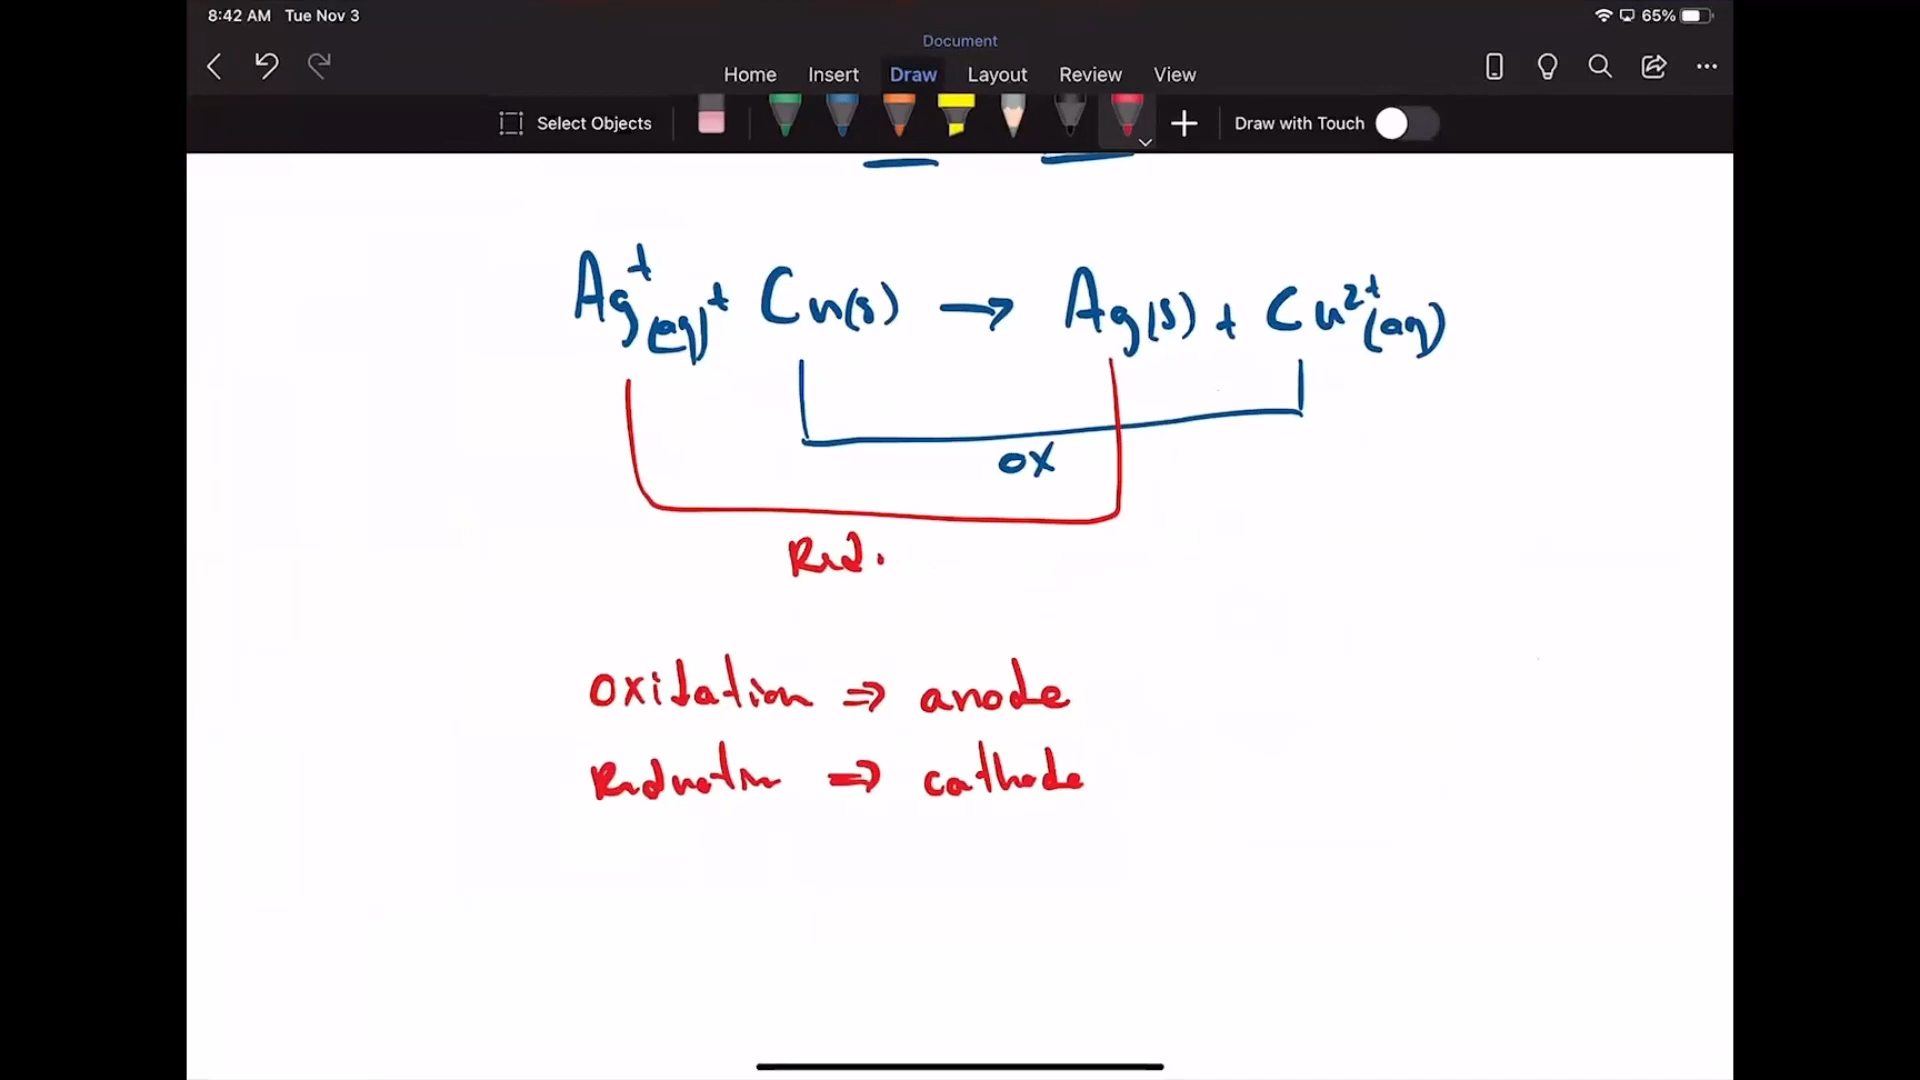 8:42 AM Tue Nov 3
65%
Document
Home Insert Draw Layout Review View
Select Objects
Draw with Touch
Ag⁺(aq) + Cu(s) → Ag(s) + Cu²⁺(aq)
OX
Red.
oxidation ⇒ anode
Reduction ⇒ cathode